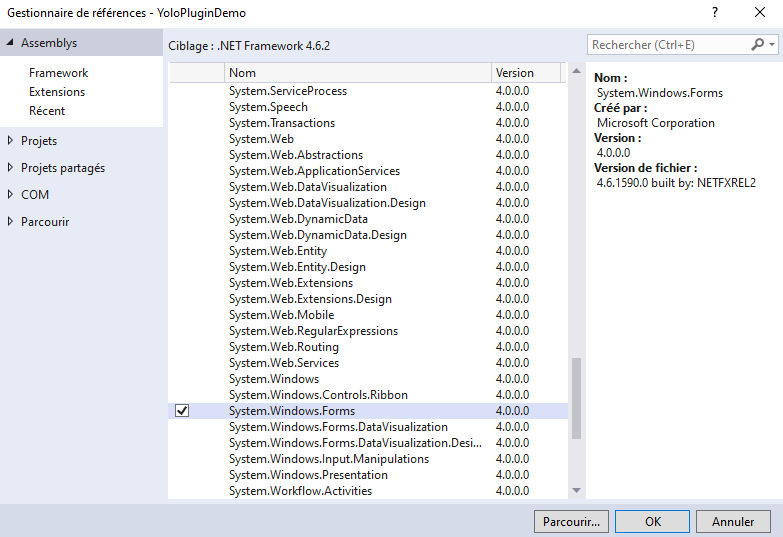 Gestionnaire de références - YoloPluginDemo
?
Assemblys
Framework
Extensions
Récent
Projets
Projets partagés
COM
Parcourir
Ciblage : .NET Framework 4.6.2
Nom Version
System.ServiceProcess 4.0.0.0
System.Speech 4.0.0.0
System.Transactions 4.0.0.0
System.Web 4.0.0.0
System.Web.Abstractions 4.0.0.0
System.Web.ApplicationServices 4.0.0.0
System.Web.DataVisualization 4.0.0.0
System.Web.DataVisualization.Design 4.0.0.0
System.Web.DynamicData 4.0.0.0
System.Web.DynamicData.Design 4.0.0.0
System.Web.Entity 4.0.0.0
System.Web.Entity.Design 4.0.0.0
System.Web.Extensions 4.0.0.0
System.Web.Extensions.Design 4.0.0.0
System.Web.Mobile 4.0.0.0
System.Web.RegularExpressions 4.0.0.0
System.Web.Routing 4.0.0.0
System.Web.Services 4.0.0.0
System.Windows 4.0.0.0
System.Windows.Controls.Ribbon 4.0.0.0
System.Windows.Forms 4.0.0.0
System.Windows.Forms.DataVisualization 4.0.0.0
System.Windows.Forms.DataVisualization.Desi... 4.0.0.0
System.Windows.Input.Manipulations 4.0.0.0
System.Windows.Presentation 4.0.0.0
System.Workflow.Activities 4.0.0.0
Rechercher (Ctrl+E)
Nom :
System.Windows.Forms
Créé par :
Microsoft Corporation
Version :
4.0.0.0
Version de fichier :
4.6.1590.0 built by: NETFXREL2
Parcourir... OK Annuler